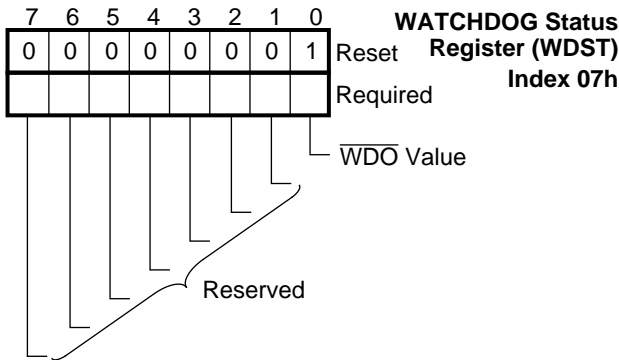 WATCHDOG Status
Register (WDST)
Index 07h
7 6 5 4 3 2 1 0
0 0 0 0 0 0 0 1 Reset
Required
WDO Value
Reserved